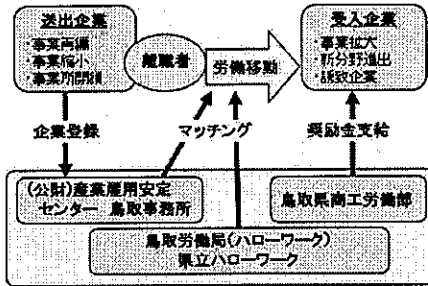 送出企業
・事業再編
・事業縮小
・事業所閉鎖
離職者
労働移動
受入企業
・事業拡大
・新分野進出
・誘致企業
企業登録
マッチング
奨励金支給
(公財)産業雇用安定
センター 鳥取事務所
鳥取県商工労働部
鳥取労働局(ハローワーク)
県立ハローワーク